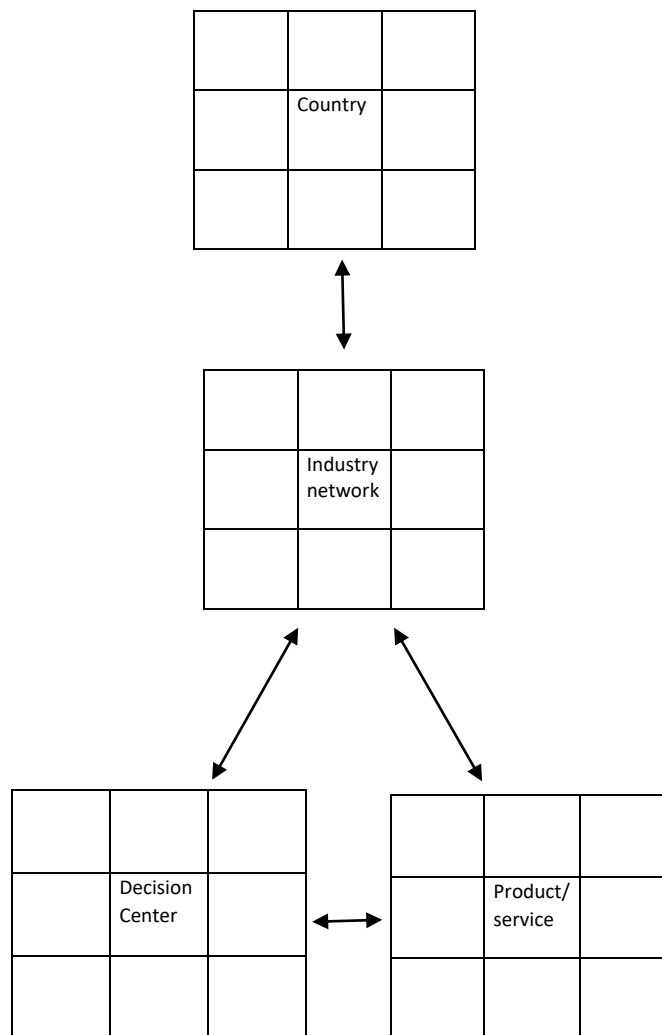 Country
Industry
network
Decision
Center
Product/
service